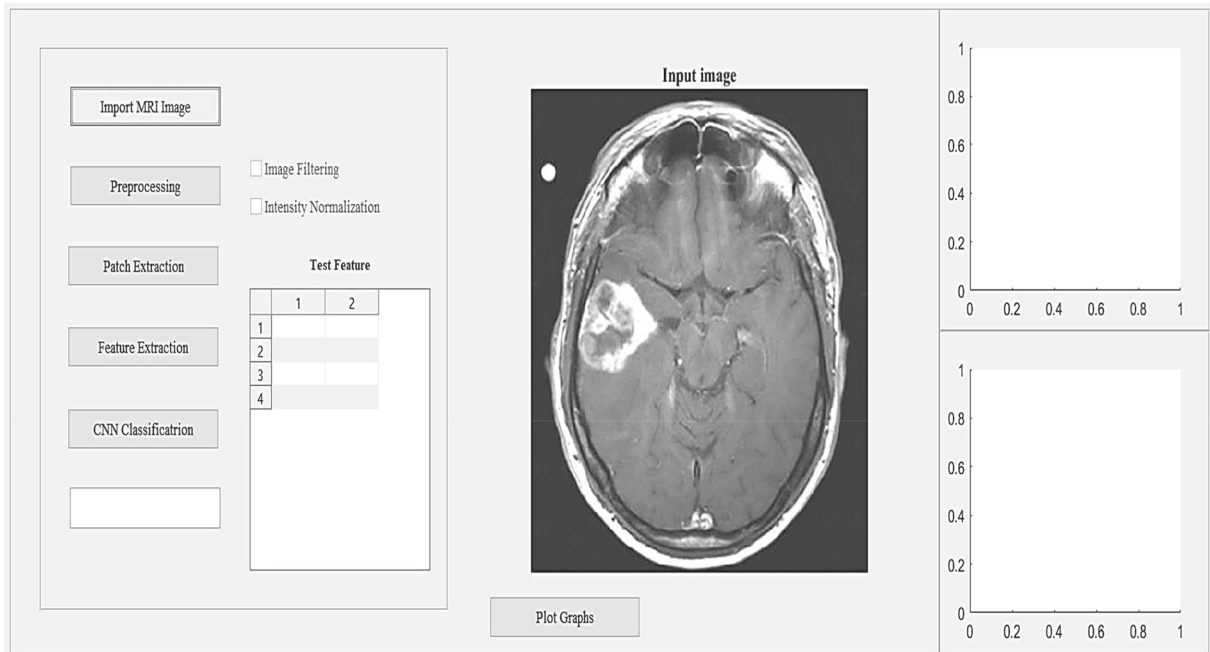 Import MRI Image
Preprocessing
Image Filtering
Intensity Normalization
Patch Extraction
Test Feature
1 2
1
2
3
4
Feature Extraction
CNN Classificatrion
Input image
Plot Graphs
1
0.8
0.6
0.4
0.2
0
0 0.2 0.4 0.6 0.8 1
1
0.8
0.6
0.4
0.2
0
0 0.2 0.4 0.6 0.8 1